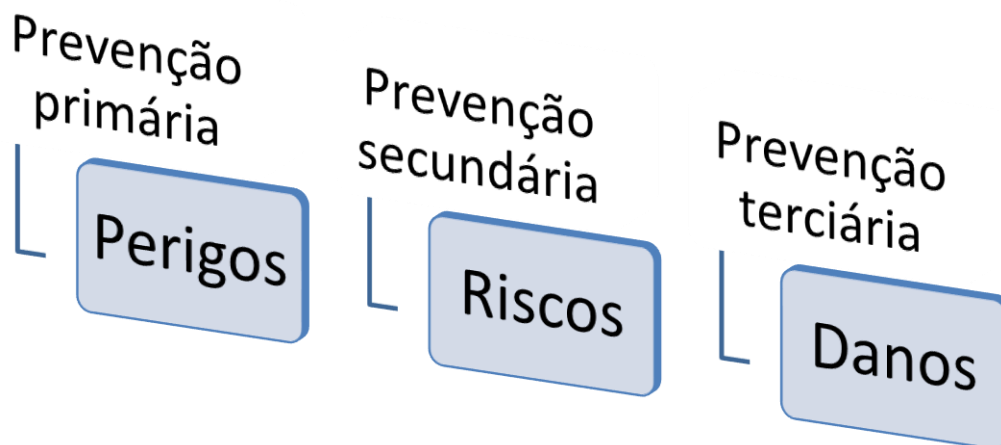 Prevenção
primária
Perigos
Prevenção
secundária
Riscos
Prevenção
terciária
Danos